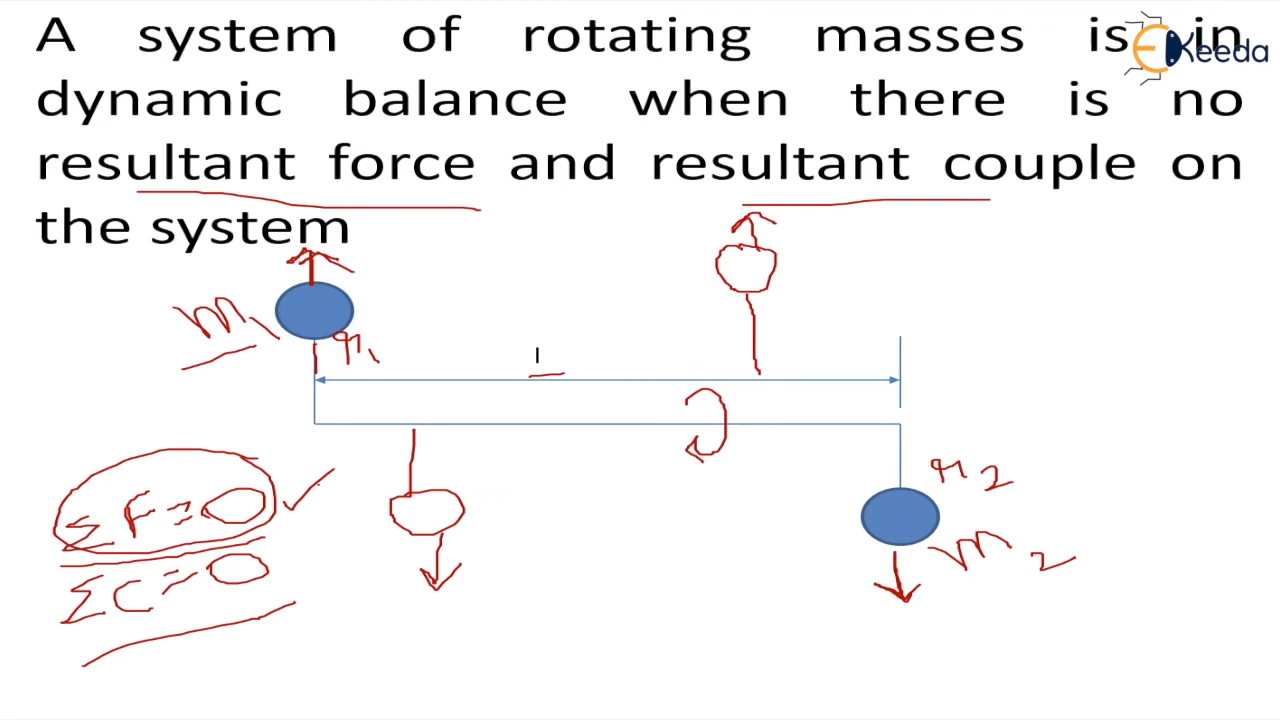 A system of rotating masses is in
dynamic balance when there is no
resultant force and resultant couple on
the system
EKeeda
m₁
r₁
l
r₂
m₂
ΣF=0
ΣC=0